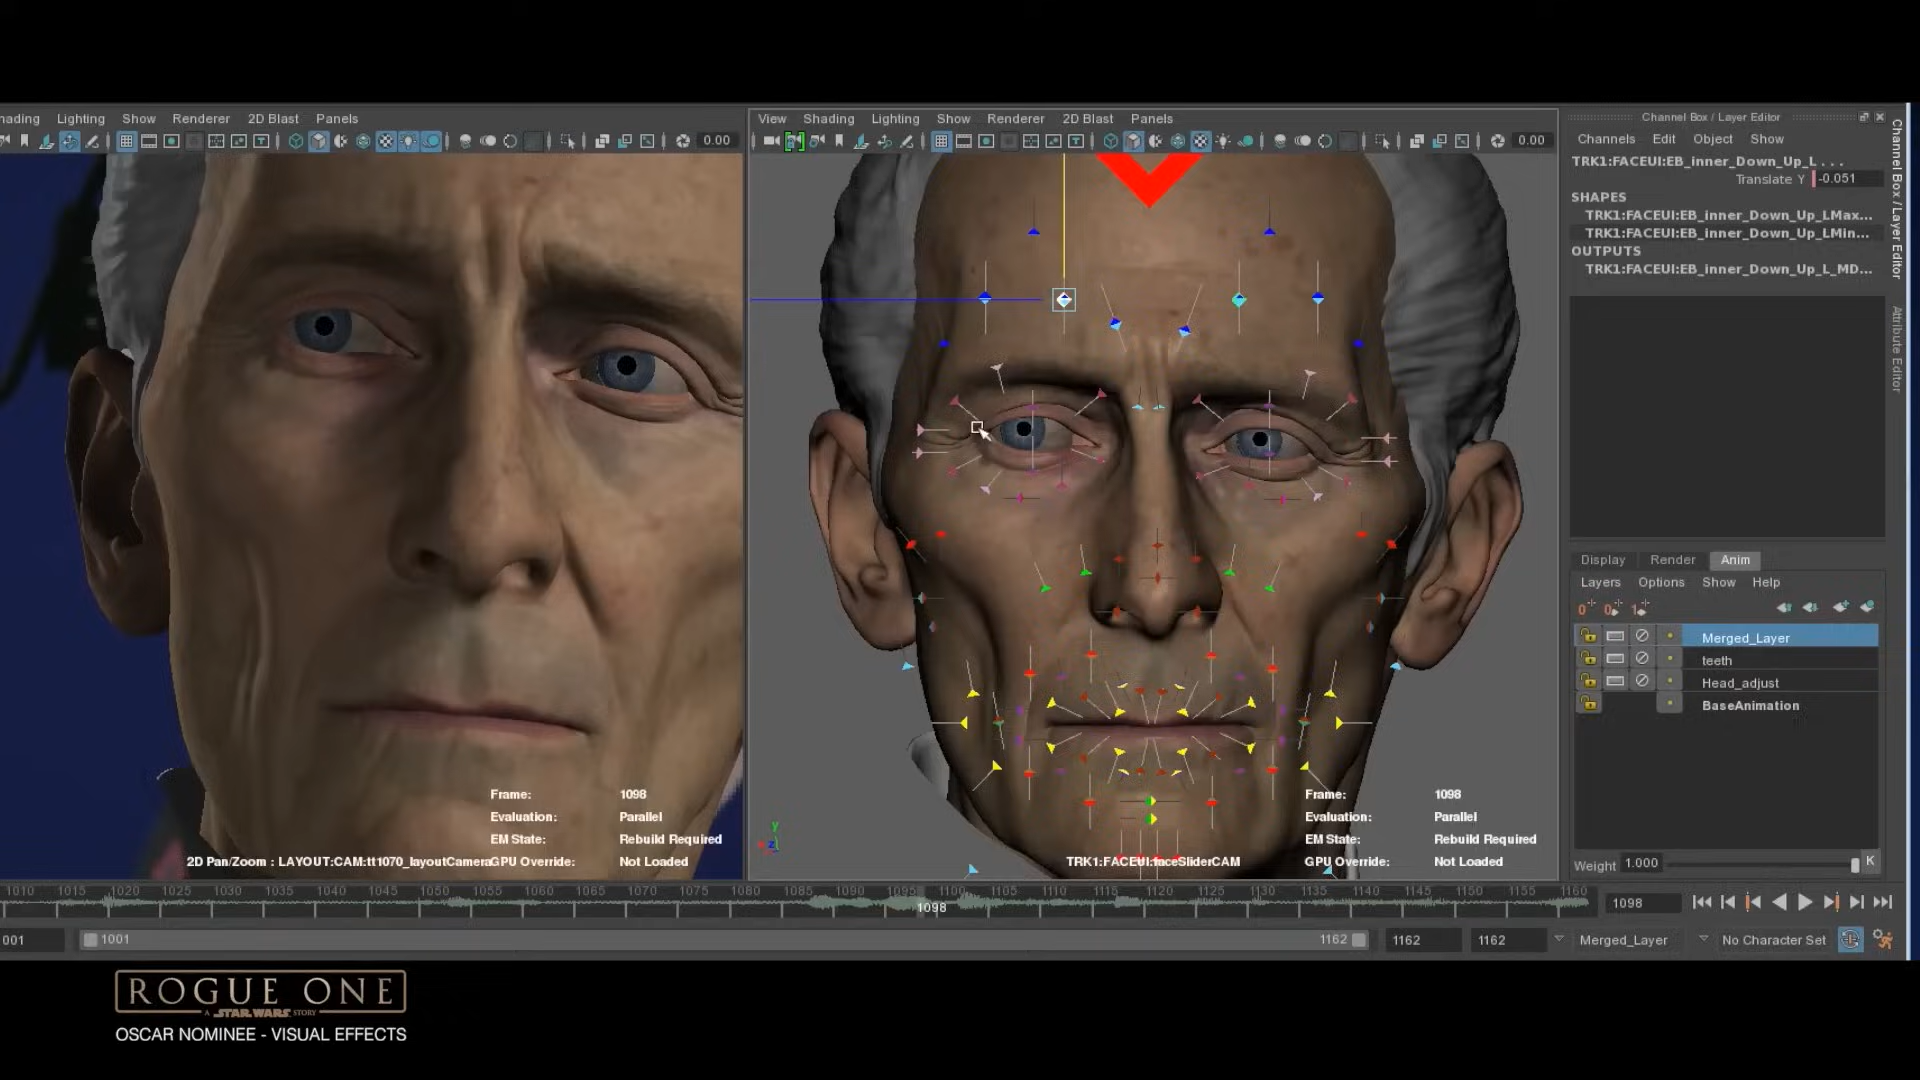 hading Lighting Show Renderer 2D Blast Panels
View Shading Lighting Show Renderer 2D Blast Panels
Channel Box / Layer Editor
0.00
0.00
Channels Edit Object Show
TRK1:FACEUI:EB_inner_Down_Up_L . . .
Translate Y -0.051
SHAPES
TRK1:FACEUI:EB_inner_Down_Up_LMax...
TRK1:FACEUI:EB_inner_Down_Up_LMin...
OUTPUTS
TRK1:FACEUI:EB_inner_Down_Up_L_MD...
Channel Box / Layer Editor
Attribute Editor
Display Render Anim
Layers Options Show Help
Merged_Layer
teeth
Head_adjust
BaseAnimation
Weight 1.000 K
Frame: 1098
Evaluation: Parallel
EM State: Rebuild Required
2D Pan/Zoom : LAYOUT:CAM:tt1070_layoutCamera GPU Override: Not Loaded
y
Frame: 1098
Evaluation: Parallel
EM State: Rebuild Required
TRK1:FACEUI:faceSliderCAM GPU Override: Not Loaded
1010 1015 1020 1025 1030 1035 1040 1045 1050 1055 1060 1065 1070 1075 1080 1085 1090 1095 1100 1105 1110 1115 1120 1125 1130 1135 1140 1145 1150 1155 1160
1098
1098
001 1001 1162 1162 1162 Merged_Layer No Character Set
ROGUE ONE
A STAR WARS STORY
OSCAR NOMINEE - VISUAL EFFECTS